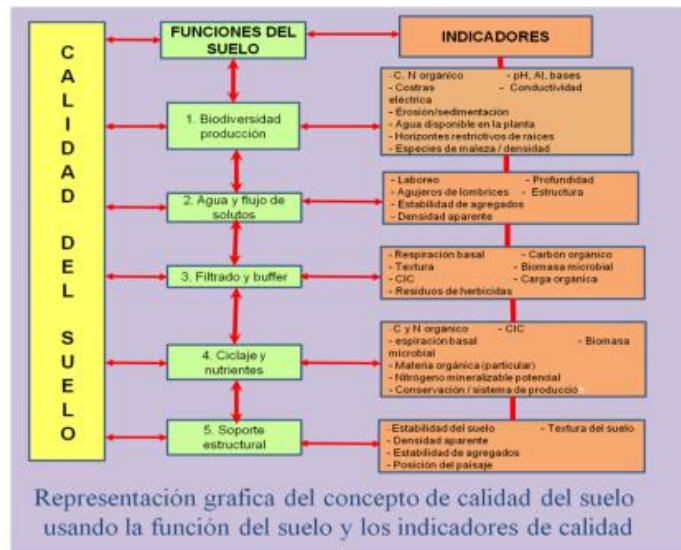 CALIDAD DEL SUELO
FUNCIONES DEL
SUELO
INDICADORES
1. Biodiversidad
producción
- C, N orgánico - pH, Al, bases
- Costras - Conductividad
eléctrica
- Erosión/sedimentación
- Agua disponible en la planta
- Horizontes restrictivos de raíces
- Especies de maleza / densidad
2. Agua y flujo de
solutos
- Laboreo - Profundidad
- Agujeros de lombrices - Estructura
- Estabilidad de agregados
- Densidad aparente
3. Filtrado y buffer
- Respiración basal - Carbón orgánico
- Textura - Biomasa microbial
- CIC - Carga orgánica
- Residuos de herbicidas
4. Ciclaje y
nutrientes
-C y N orgánico - CIC
- espiración basal - Biomasa
microbial
- Materia orgánica (particular)
- Nitrógeno mineralizable potencial
- Conservación / sistema de producción
5. Soporte
estructural
-Estabilidad del suelo - Textura del suelo
- Densidad aparente
- Estabilidad de agregados
- Posición del paisaje
Representación grafica del concepto de calidad del suelo
usando la función del suelo y los indicadores de calidad